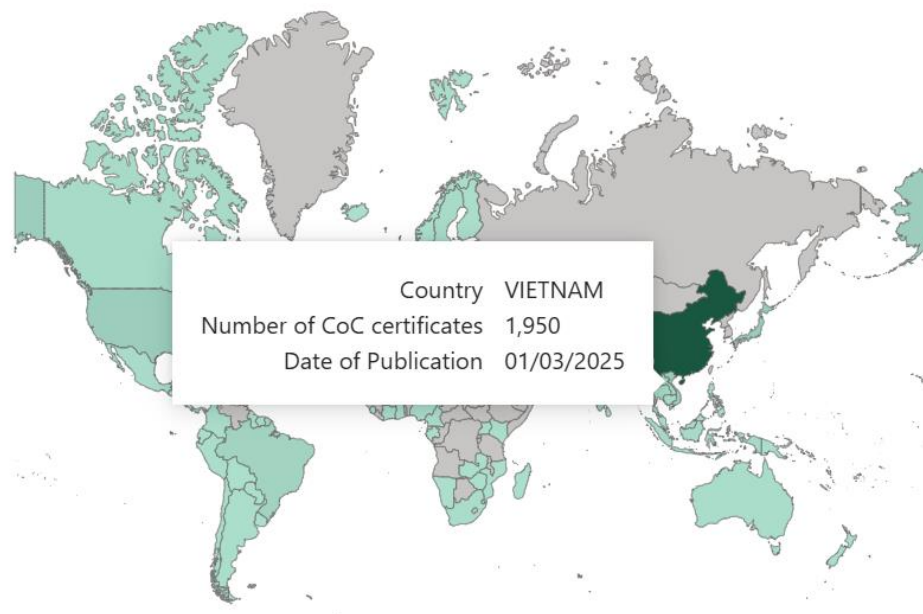 Country VIETNAM
Number of CoC certificates 1,950
Date of Publication 01/03/2025